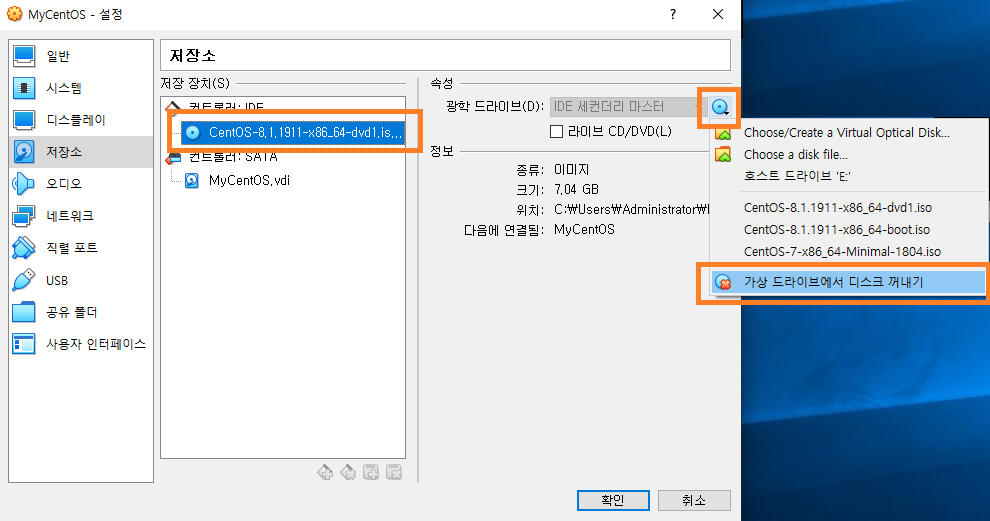 MyCentOS - 설정
일반
시스템
디스플레이
저장소
오디오
네트워크
직렬 포트
USB
공유 폴더
사용자 인터페이스
저장소
저장 장치(S)
컨트롤러: IDE
CentOS-8.1.1911-x86_64-dvd1.is...
컨트롤러: SATA
MyCentOS.vdi
속성
광학 드라이브(D): IDE 세컨더리 마스터
라이브 CD/DVD(L)
정보
종류: 이미지
크기: 7.04 GB
위치: C:₩Users₩Administrator₩
다음에 연결됨: MyCentOS
Choose/Create a Virtual Optical Disk...
Choose a disk file...
호스트 드라이브 'E:'
CentOS-8.1.1911-x86_64-dvd1.iso
CentOS-8.1.1911-x86_64-boot.iso
CentOS-7-x86_64-Minimal-1804.iso
가상 드라이브에서 디스크 꺼내기
확인
취소